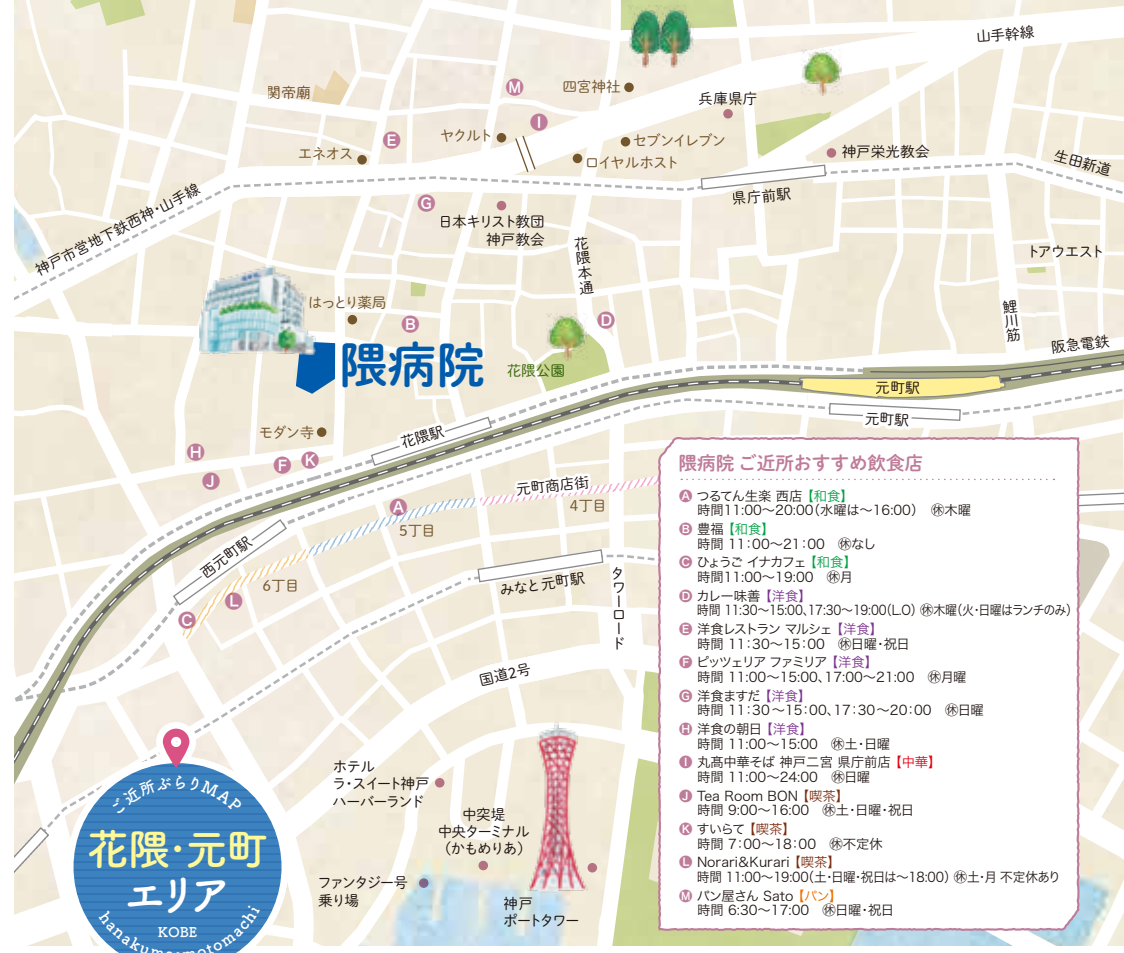 山手幹線
四宮神社
兵庫県庁
関帝廟
M
I
ヤクルト
E
セブンイレブン
エネオス
ロイヤルホスト
神戸栄光教会
生田新道
県庁前駅
神戸市営地下鉄西神・山手線
G
日本キリスト教団
神戸教会
花隈本通
トアウエスト
はっとり薬局
B
D
鯉川筋
阪急電鉄
隈病院
花隈公園
元町駅
元町駅
モダン寺
花隈駅
H
F
K
J
元町商店街
4丁目
A
5丁目
西元町駅
6丁目
みなと元町駅
タワーロード
L
C
国道2号
ホテル
ラ・スイート神戸
ハーバーランド
中突堤
中央ターミナル
(かもめりあ)
ファンタジー号
乗り場
神戸
ポートタワー
ご近所ぶらりMAP
花隈・元町
エリア
KOBE
hanakuma・motomachi
隈病院 ご近所おすすめ飲食店
A つるてん生楽 西店【和食】
時間11:00〜20:00(水曜は〜16:00) ㊡木曜
B 豊福【和食】
時間 11:00〜21:00 ㊡なし
C ひょうご イナカフェ【和食】
時間11:00〜19:00 ㊡月
D カレー味善【洋食】
時間 11:30〜15:00、17:30〜19:00(LO) ㊡木曜(火・日曜はランチのみ)
E 洋食レストラン マルシェ【洋食】
時間 11:30〜15:00 ㊡日曜・祝日
F ピッツェリア ファミリア【洋食】
時間 11:00〜15:00、17:00〜21:00 ㊡月曜
G 洋食ますだ【洋食】
時間 11:30〜15:00、17:30〜20:00 ㊡日曜
H 洋食の朝日【洋食】
時間 11:00〜15:00 ㊡土・日曜
I 丸髙中華そば 神戸二宮 県庁前店【中華】
時間 11:00〜24:00 ㊡日曜
J Tea Room BON【喫茶】
時間 9:00〜16:00 ㊡土・日曜・祝日
K すいらて【喫茶】
時間 7:00〜18:00 ㊡不定休
L Norari&Kurari【喫茶】
時間 11:00〜19:00(土・日曜・祝日は〜18:00) ㊡土・月 不定休あり
M パン屋さん Sato【パン】
時間 6:30〜17:00 ㊡日曜・祝日